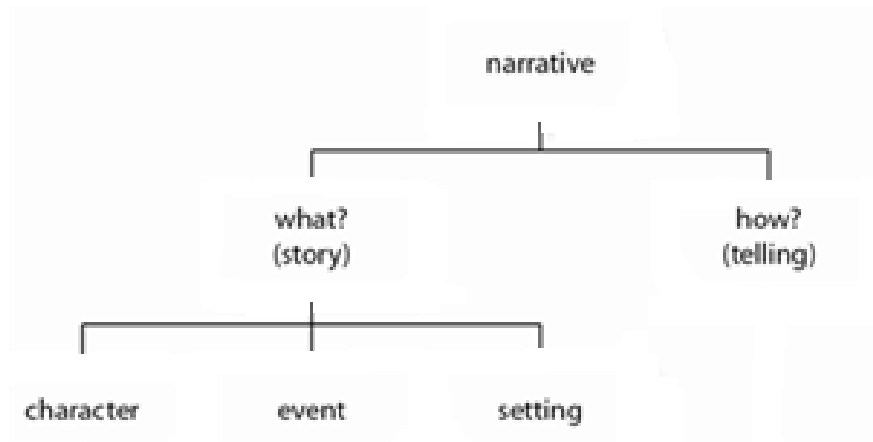 narrative
what?
(story)
how?
(telling)
character
event
setting